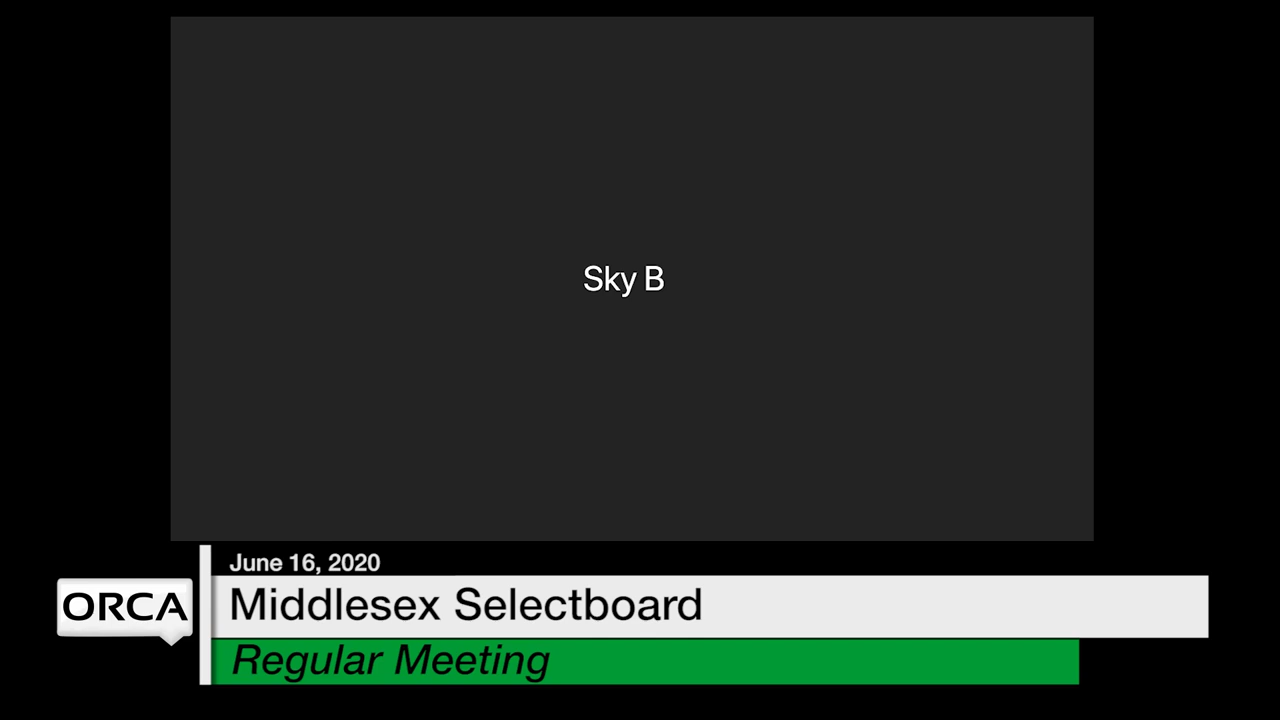 Sky B
June 16, 2020
ORCA
Middlesex Selectboard
Regular Meeting